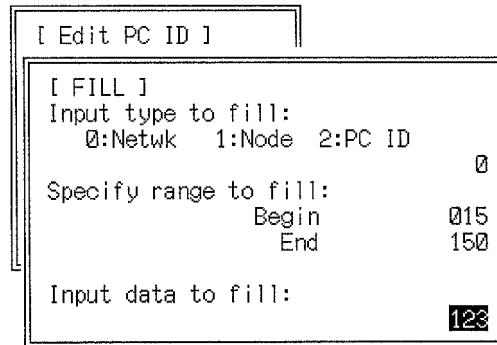 [ Edit PC ID ]
[ FILL ]
Input type to fill:
0:Netwk 1:Node 2:PC ID
0
Specify range to fill:
Begin 015
End 150
Input data to fill:
123